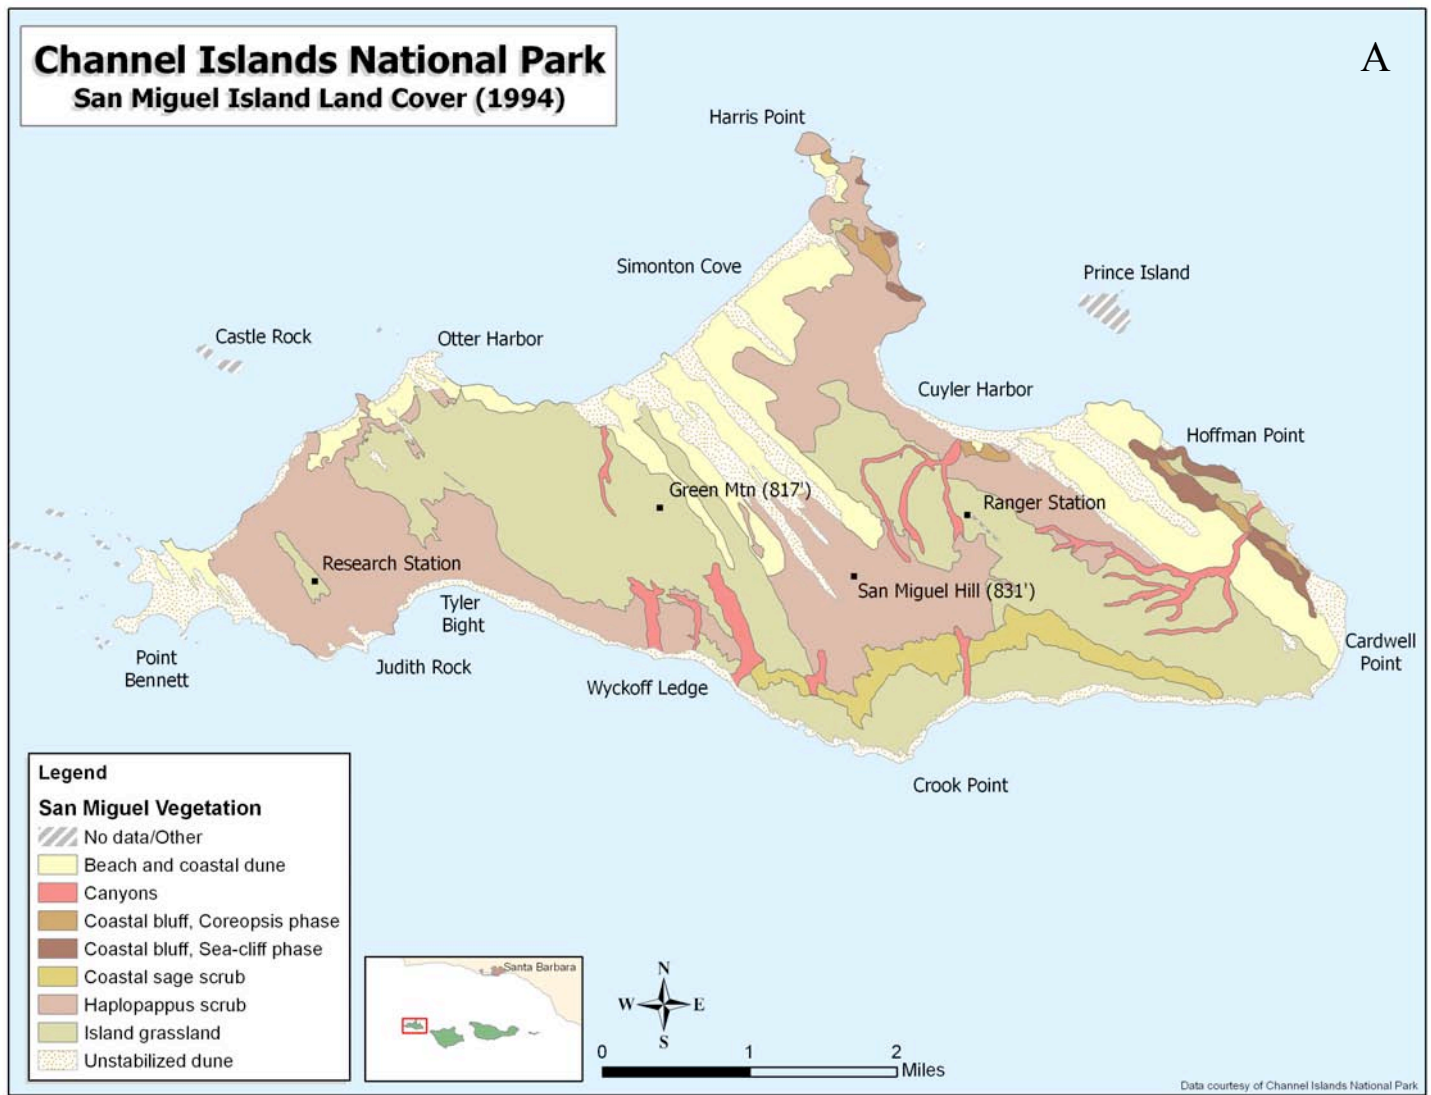 Channel Islands National Park
San Miguel Island Land Cover (1994)
A
Harris Point
Simonton Cove
Prince Island
Castle Rock
Otter Harbor
Cuyler Harbor
Hoffman Point
Green Mtn (817')
Ranger Station
Research Station
San Miguel Hill (831')
Tyler
Bight
Point
Bennett
Judith Rock
Wyckoff Ledge
Cardwell
Point
Crook Point
Legend
San Miguel Vegetation
No data/Other
Beach and coastal dune
Canyons
Coastal bluff, Coreopsis phase
Coastal bluff, Sea-cliff phase
Coastal sage scrub
Haplopappus scrub
Island grassland
Unstabilized dune
Santa Barbara
N
W E
S
0 1 2
Miles
Data courtesy of Channel Islands National Park